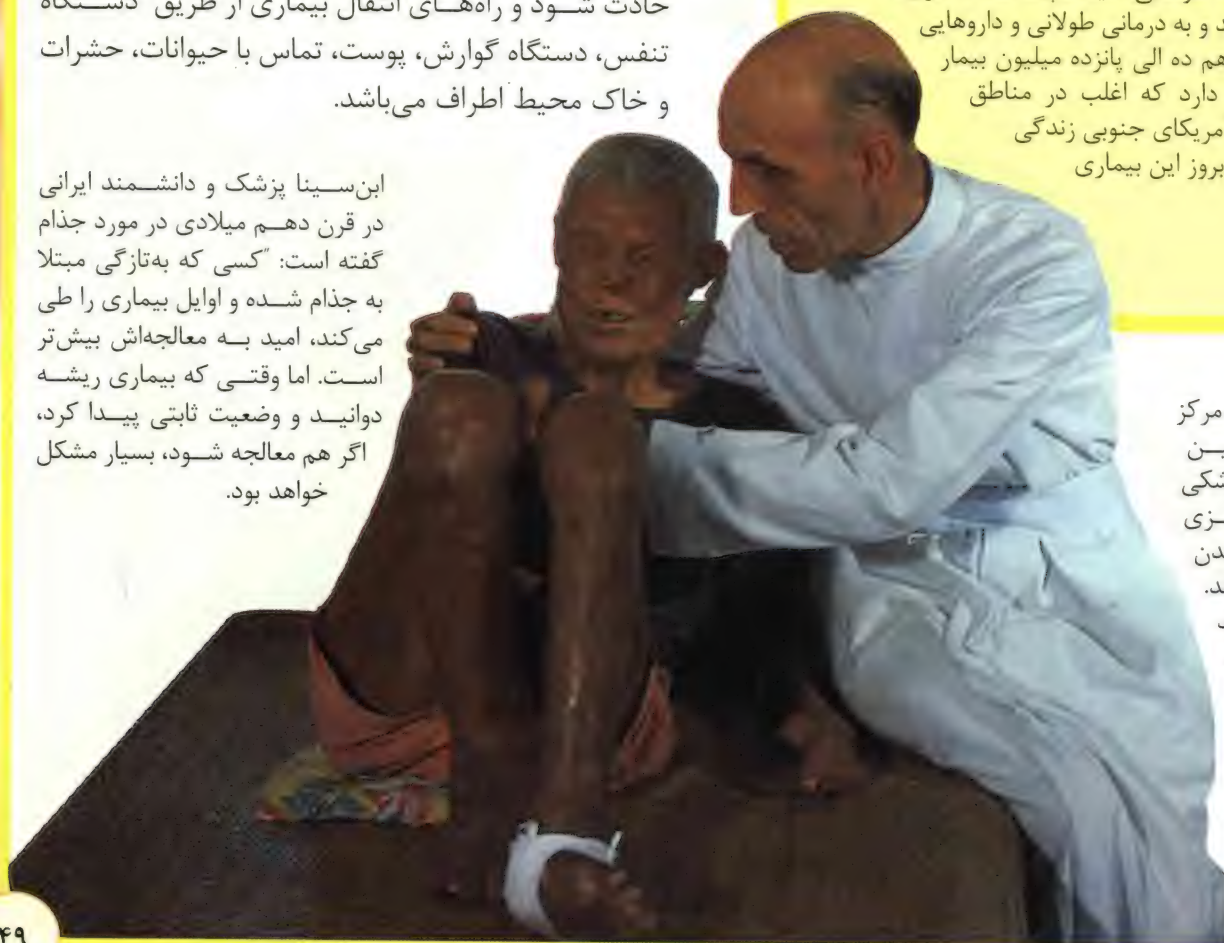 حادت شود و راه‌های انتقال بیماری از طریق دستگاه
تنفس، دستگاه گوارش، پوست، تماس با حیوانات، حشرات
و خاک محیط اطراف می‌باشد.
د و به درمانی طولانی و داروهایی
هم ده الی پانزده میلیون بیمار
دارد که اغلب در مناطق
مریکای جنوبی زندگی
بروز این بیماری
ابن‌سینا پزشک و دانشمند ایرانی
در قرن دهم میلادی در مورد جذام
گفته است: "کسی که به‌تازگی مبتلا
به جذام شده و اوایل بیماری را طی
می‌کند، امید به معالجه‌اش بیش‌تر
است. اما وقتی که بیماری ریشه
دوانید و وضعیت ثابتی پیدا کرد،
اگر هم معالجه شود، بسیار مشکل
خواهد بود.
مرکز
ین
شکی
زی
دن
د.
۴۹